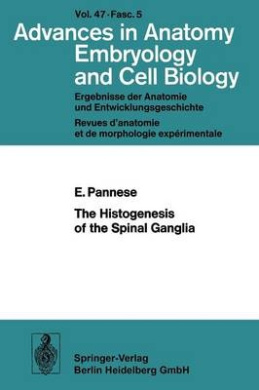 Vol. 47 · Fasc. 5
Advances in Anatomy
Embryology
and Cell Biology
Ergebnisse der Anatomie
und Entwicklungsgeschichte
Revues d'anatomie
et de morphologie expérimentale
E. Pannese
The Histogenesis
of the Spinal Ganglia
Springer-Verlag
Berlin Heidelberg GmbH